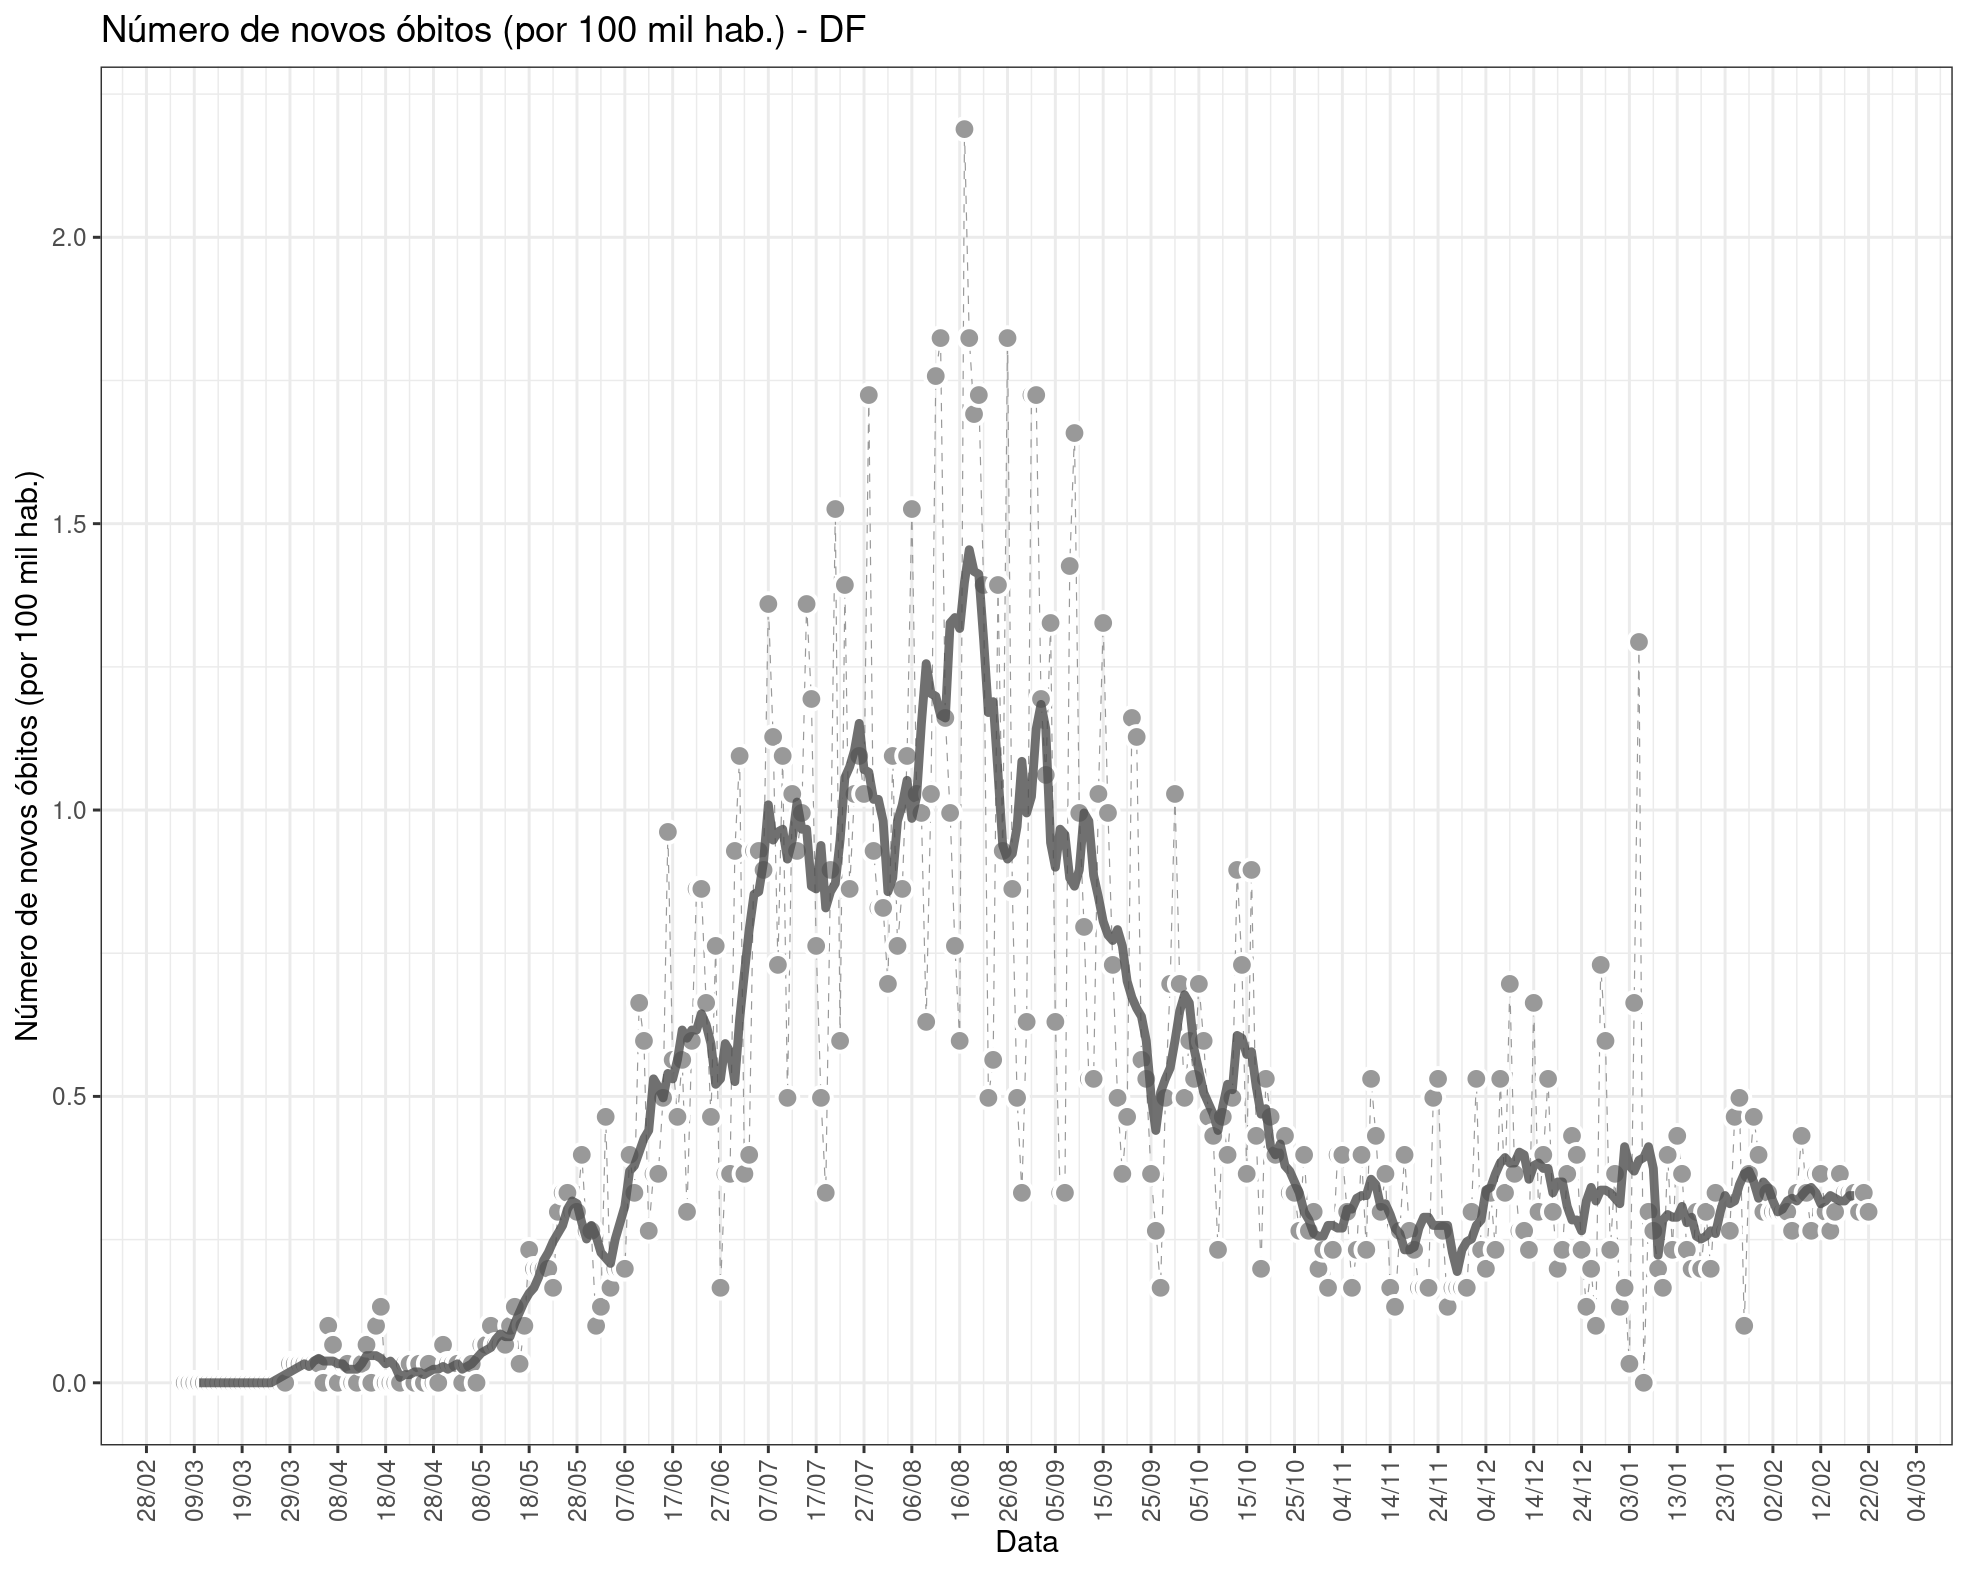 Número de novos óbitos (por 100 mil hab.) - DF
Número de novos óbitos (por 100 mil hab.)
2.0
1.5
1.0
0.5
0.0
28/02 09/03 19/03 29/03 08/04 18/04 28/04 08/05 18/05 28/05 07/06 17/06 27/06 07/07 17/07 27/07 06/08 16/08 26/08 05/09 15/09 25/09 05/10 15/10 25/10 04/11 14/11 24/11 04/12 14/12 24/12 03/01 13/01 23/01 02/02 12/02 22/02 04/03
Data